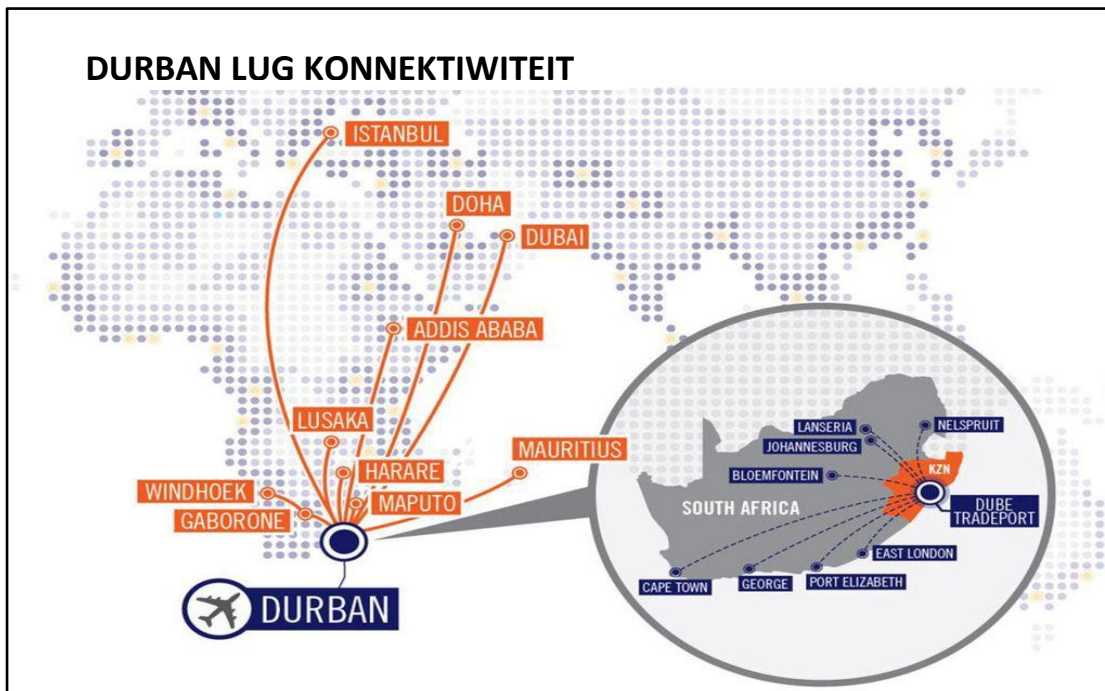 DURBAN LUG KONNEKTIWITEIT
ISTANBUL
DOHA
DUBAI
ADDIS ABABA
LUSAKA
MAURITIUS
HARARE
WINDHOEK
MAPUTO
GABORONE
DURBAN
LANSERIA
NELSPRUIT
JOHANNESBURG
BLOEMFONTEIN
KZN
SOUTH AFRICA
DUBE
TRADEPORT
EAST LONDON
CAPE TOWN
GEORGE
PORT ELIZABETH